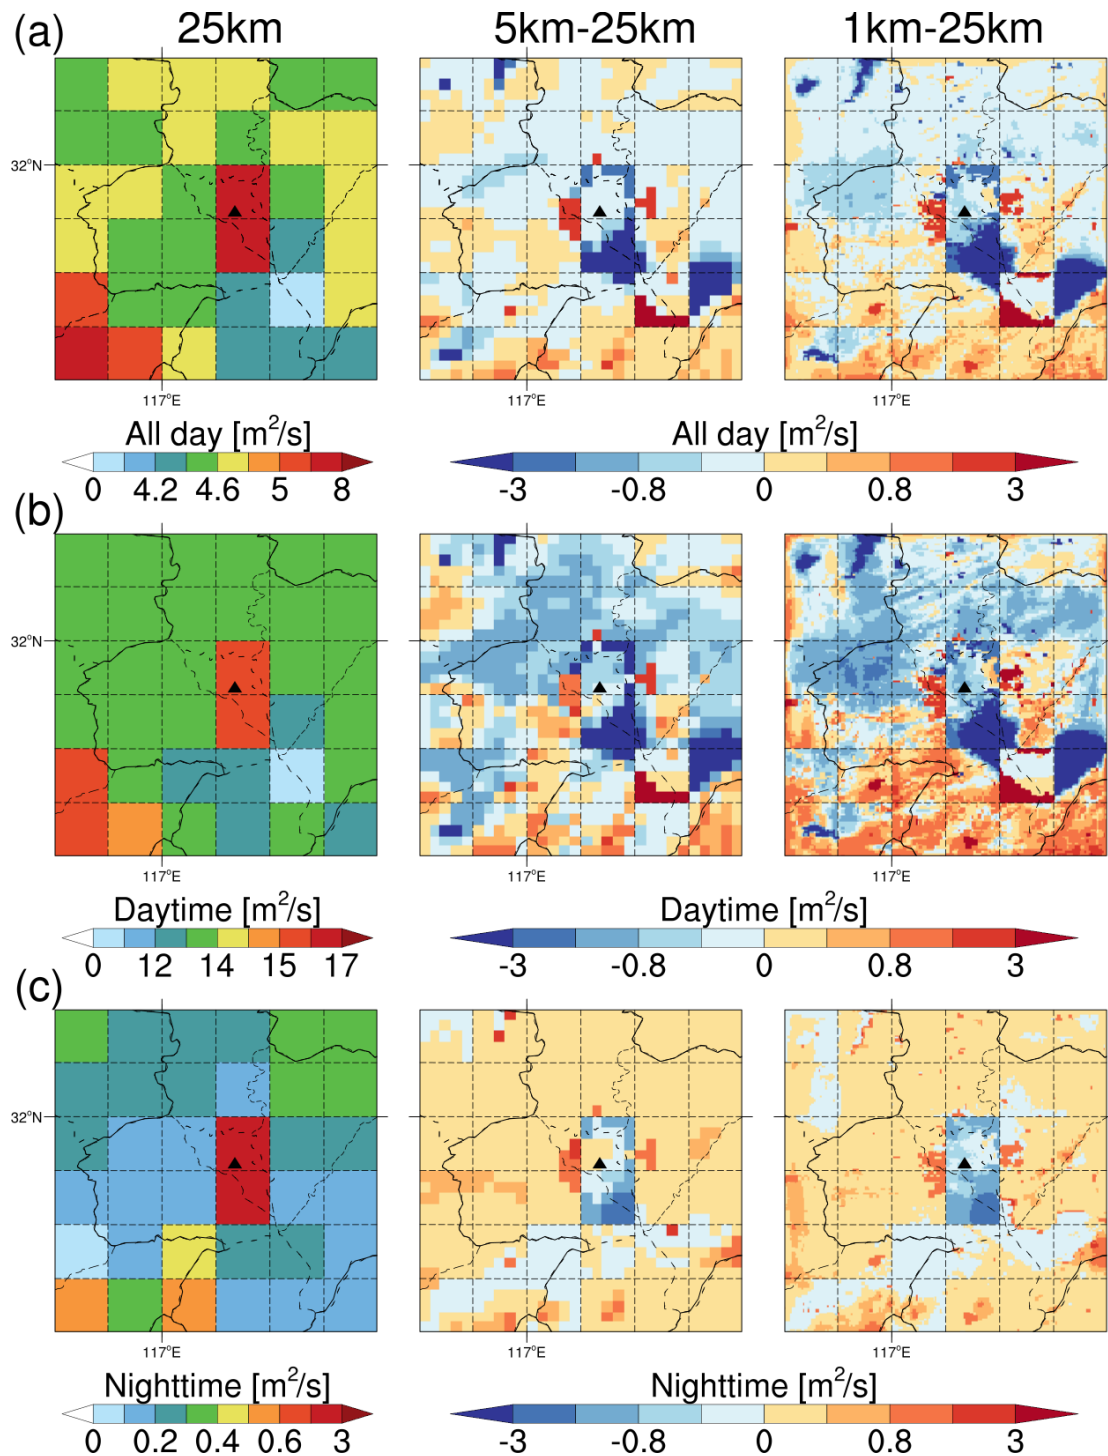 (a) 25km 5km-25km 1km-25km
32°N
117°E 117°E 117°E
All day [m²/s] All day [m²/s]
0 4.2 4.6 5 8 -3 -0.8 0 0.8 3
(b)
32°N
117°E 117°E 117°E
Daytime [m²/s] Daytime [m²/s]
0 12 14 15 17 -3 -0.8 0 0.8 3
(c)
32°N
117°E 117°E 117°E
Nighttime [m²/s] Nighttime [m²/s]
0 0.2 0.4 0.6 3 -3 -0.8 0 0.8 3